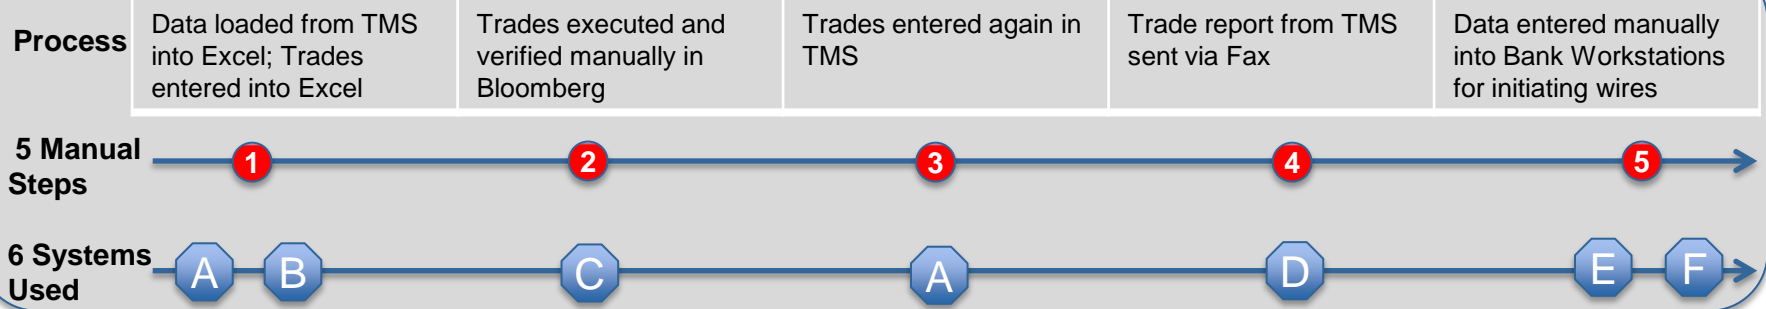 Process
Data loaded from TMS
into Excel; Trades
entered into Excel
Trades executed and
verified manually in
Bloomberg
Trades entered again in
TMS
Trade report from TMS
sent via Fax
Data entered manually
into Bank Workstations
for initiating wires
5 Manual
Steps
1
2
3
4
5
6 Systems
Used
A
B
C
A
D
E
F